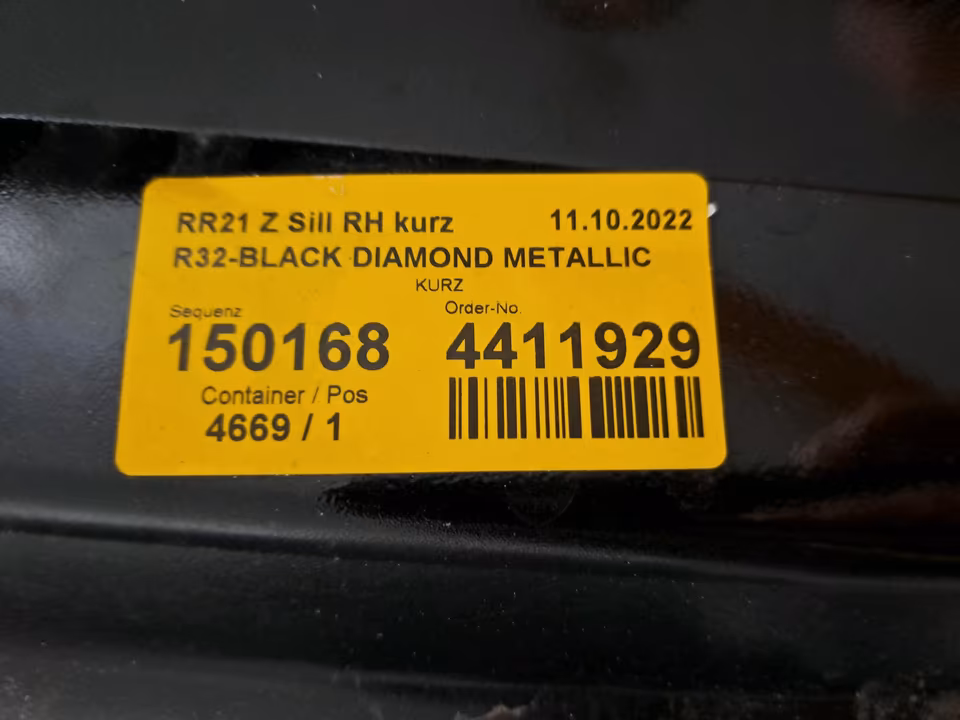 RR21 Z Sill RH kurz 11.10.2022
R32-BLACK DIAMOND METALLIC
KURZ
Sequenz Order-No.
150168 4411929
Container / Pos
4669 / 1